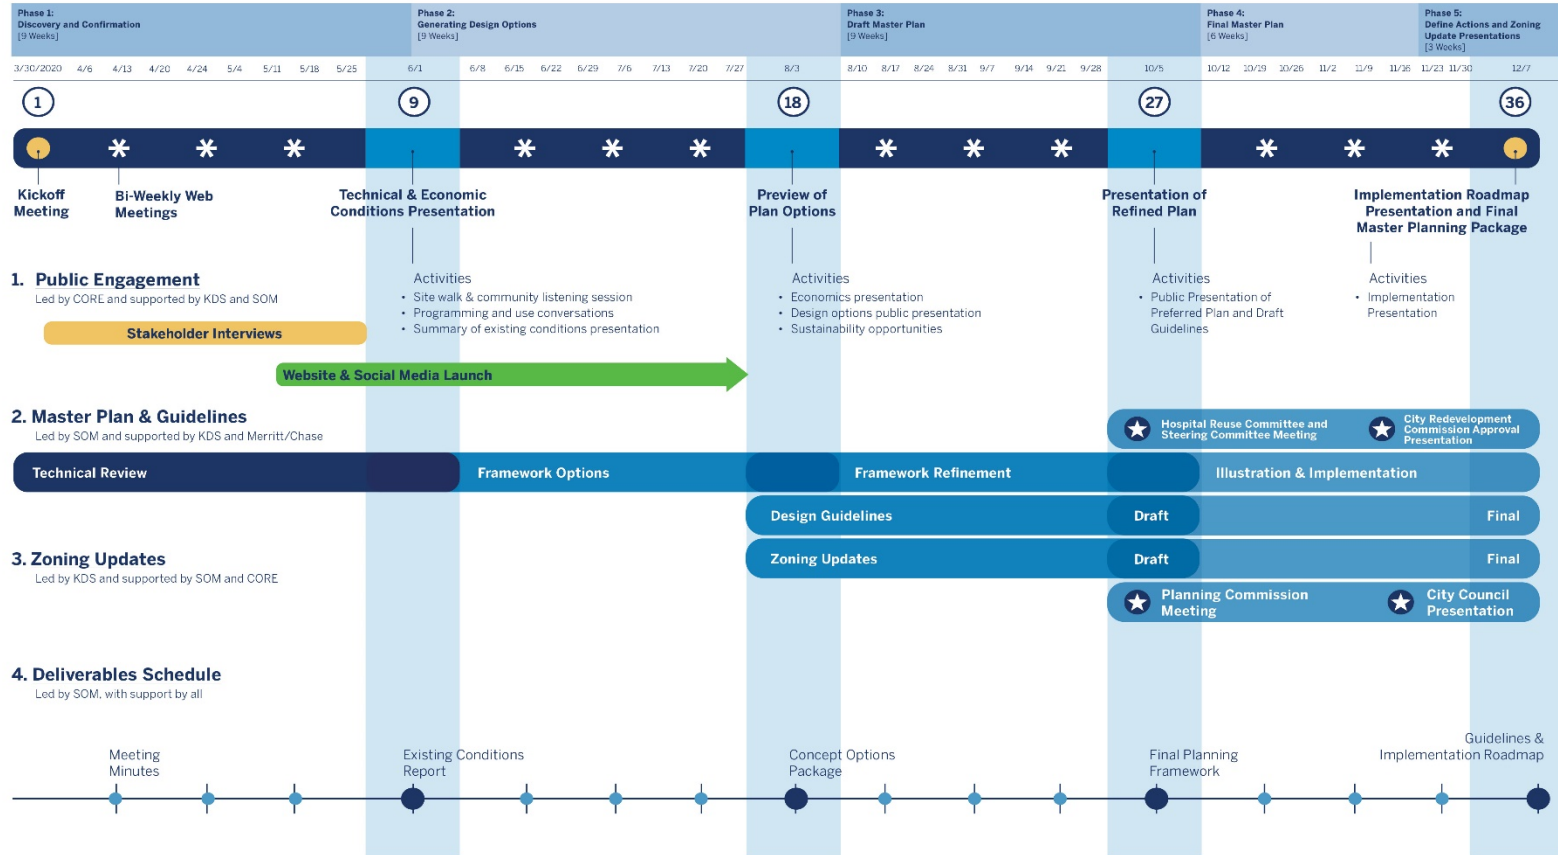 Phase 1:
Discovery and Confirmation
[9 Weeks]
Phase 2:
Generating Design Options
[9 Weeks]
Phase 3:
Draft Master Plan
[9 Weeks]
Phase 4:
Final Master Plan
[6 Weeks]
Phase 5:
Define Actions and Zoning
Update Presentations
[3 Weeks]
3/30/2020 4/6 4/13 4/20 4/24 5/4 5/11 5/18 5/25 6/1 6/8 6/15 6/22 6/29 7/6 7/13 7/20 7/27 8/3 8/10 8/17 8/24 8/31 9/7 9/14 9/21 9/28 10/5 10/12 10/19 10/26 11/2 11/9 11/16 11/23 11/30 12/7
1 9 18 27 36
Kickoff
Meeting
Bi-Weekly Web
Meetings
Technical & Economic
Conditions Presentation
Preview of
Plan Options
Presentation of
Refined Plan
Implementation Roadmap
Presentation and Final
Master Planning Package
1. Public Engagement
Led by CORE and supported by KDS and SOM
Stakeholder Interviews
Website & Social Media Launch
Activities
• Site walk & community listening session
• Programming and use conversations
• Summary of existing conditions presentation
Activities
• Economics presentation
• Design options public presentation
• Sustainability opportunities
Activities
• Public Presentation of
Preferred Plan and Draft
Guidelines
Activities
• Implementation
Presentation
2. Master Plan & Guidelines
Led by SOM and supported by KDS and Merritt/Chase
Hospital Reuse Committee and
Steering Committee Meeting
City Redevelopment
Commission Approval
Presentation
Technical Review
Framework Options
Framework Refinement
Illustration & Implementation
Design Guidelines
Draft
Final
3. Zoning Updates
Led by KDS and supported by SOM and CORE
Zoning Updates
Draft
Final
Planning Commission
Meeting
City Council
Presentation
4. Deliverables Schedule
Led by SOM, with support by all
Meeting
Minutes
Existing Conditions
Report
Concept Options
Package
Final Planning
Framework
Guidelines &
Implementation Roadmap